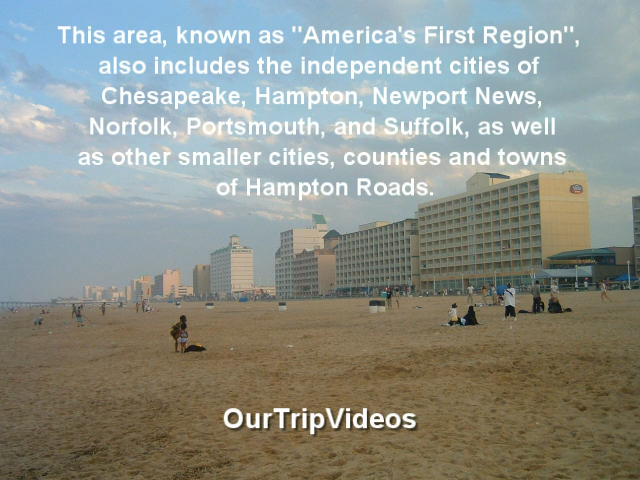 This area, known as "America's First Region",
also includes the independent cities of
Chesapeake, Hampton, Newport News,
Norfolk, Portsmouth, and Suffolk, as well
as other smaller cities, counties and towns
of Hampton Roads.
OurTripVideos